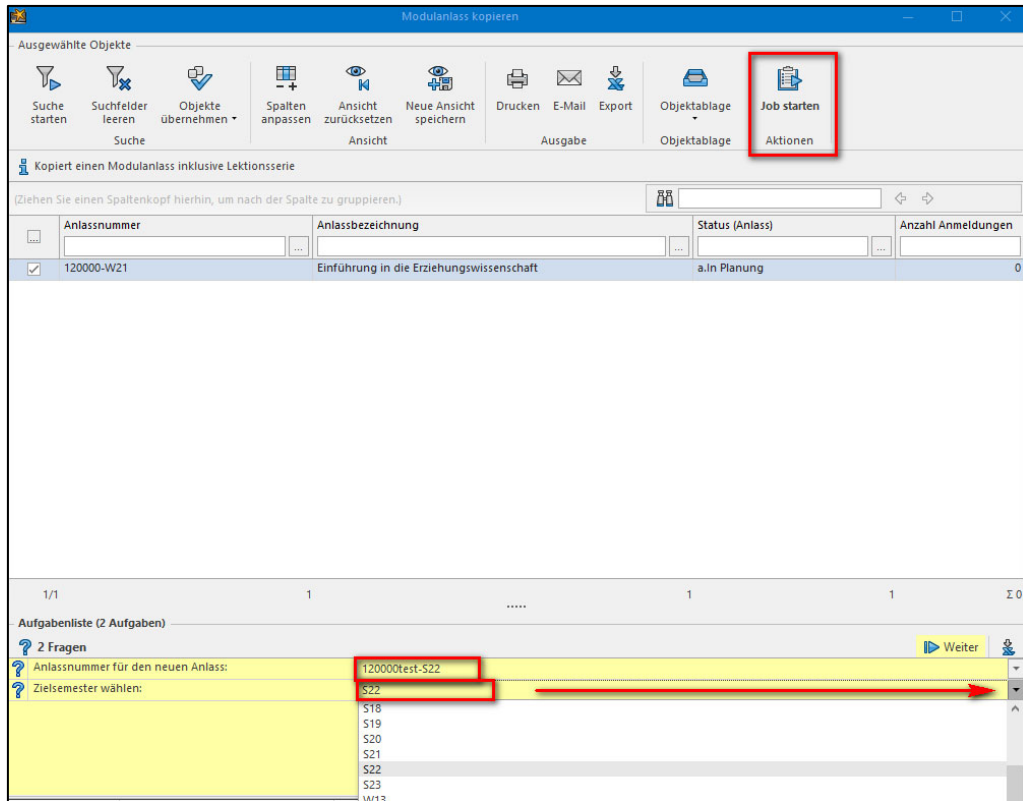 Modulanlass kopieren
Ausgewählte Objekte
Suche starten
Suchfelder leeren
Objekte übernehmen
Spalten anpassen
Ansicht zurücksetzen
Neue Ansicht speichern
Drucken
E-Mail
Export
Objektablage
Job starten
Suche
Ansicht
Ausgabe
Objektablage
Aktionen
Kopiert einen Modulanlass inklusive Lektionsserie
(Ziehen Sie einen Spaltenkopf hierhin, um nach der Spalte zu gruppieren.)
Anlassnummer Anlassbezeichnung Status (Anlass) Anzahl Anmeldungen
120000-W21 Einführung in die Erziehungswissenschaft a.In Planung 0
1/1 1 1 1 Σ 0
Aufgabenliste (2 Aufgaben)
2 Fragen Weiter
Anlassnummer für den neuen Anlass: 120000test-S22
Zielsemester wählen: S22
S18
S19
S20
S21
S22
S23
W13